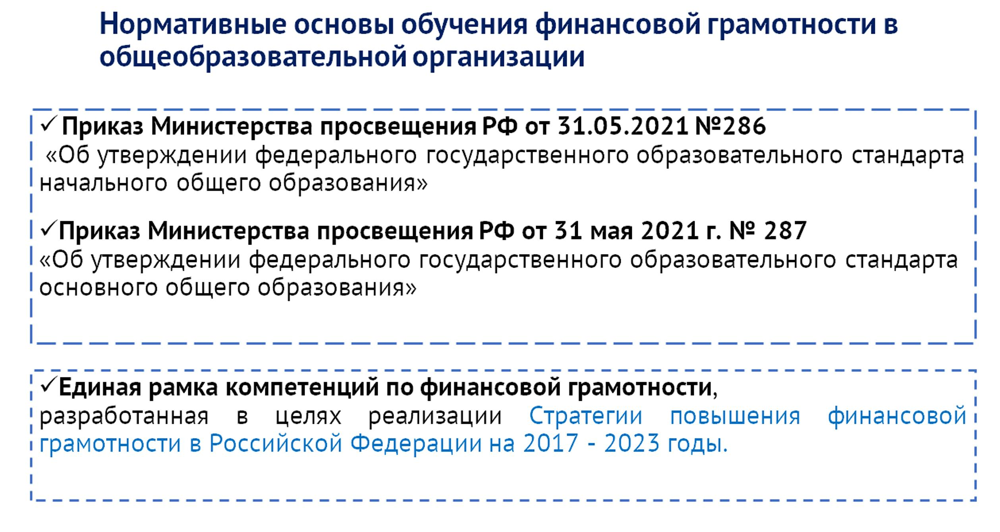 Нормативные основы обучения финансовой грамотности в
общеобразовательной организации
✓ Приказ Министерства просвещения РФ от 31.05.2021 №286
«Об утверждении федерального государственного образовательного стандарта
начального общего образования»
✓Приказ Министерства просвещения РФ от 31 мая 2021 г. № 287
«Об утверждении федерального государственного образовательного стандарта
основного общего образования»
✓Единая рамка компетенций по финансовой грамотности,
разработанная в целях реализации Стратегии повышения финансовой
грамотности в Российской Федерации на 2017 - 2023 годы.